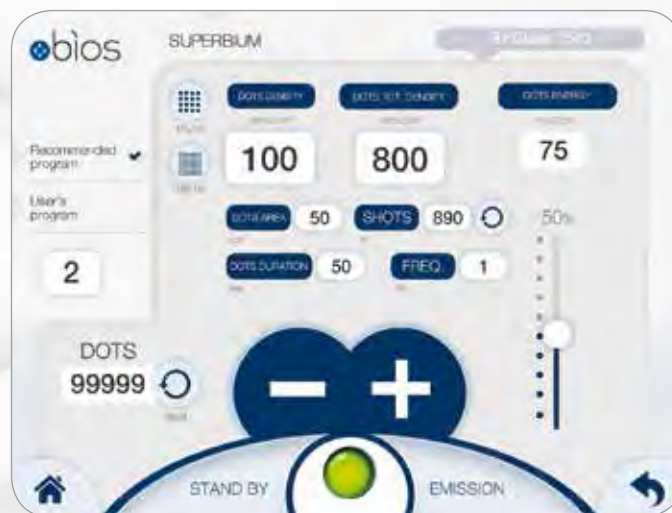 bìos
SUPERBIUM
DOTS DENSITY
DOTS TOT. DENSITY
DOTS ENERGY
100
800
75
Recommended
program
User's
program
2
DOTS AREA
50
SHOTS
890
50%
DOTS DURATION
50
FREQ.
1
DOTS
99999
STAND BY
EMISSION